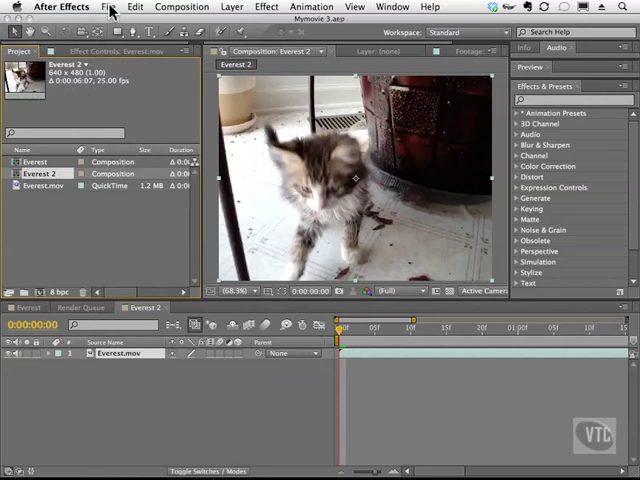 After Effects File Edit Composition Layer Effect Animation View Window Help
Mymovie 3.aep
Workspace: Standard Search Help
Project Effect Controls: Everest.mov Composition: Everest 2 Layer: (none) Footage: Info Audio
Everest 2
Preview
Everest 2
640 x 480 (1.00)
Δ 0:00:06:07, 25.00 fps
Effects & Presets
* Animation Presets
3D Channel
Audio
Blur & Sharpen
Channel
Color Correction
Distort
Expression Controls
Generate
Keying
Matte
Noise & Grain
Obsolete
Perspective
Simulation
Stylize
Text
Name Type Size Duration
Everest Composition 0:0
Everest 2 Composition 0:0
Everest.mov QuickTime 1.2 MB 0:0
8 bpc
(68.3%) 0:00:00:00 (Full) Active Camer
Everest Render Queue Everest 2
0:00:00:00
05f 10f 15f 20f 01:00f 05f 10f 15
# Source Name Parent
1 Everest.mov None
VTC
Toggle Switches / Modes